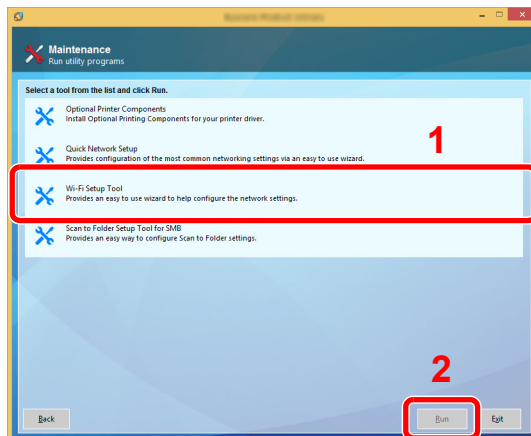 Maintenance
Run utility programs
Select a tool from the list and click Run.
Optional Printer Components
Install Optional Printing Components for your printer driver.
1
Quick Network Setup
Provides configuration of the most common networking settings via an easy to use wizard.
Wi-Fi Setup Tool
Provides an easy to use wizard to help configure the network settings.
Scan to Folder Setup Tool for SMB
Provides an easy way to configure Scan to Folder settings.
2
Back
Run
Exit